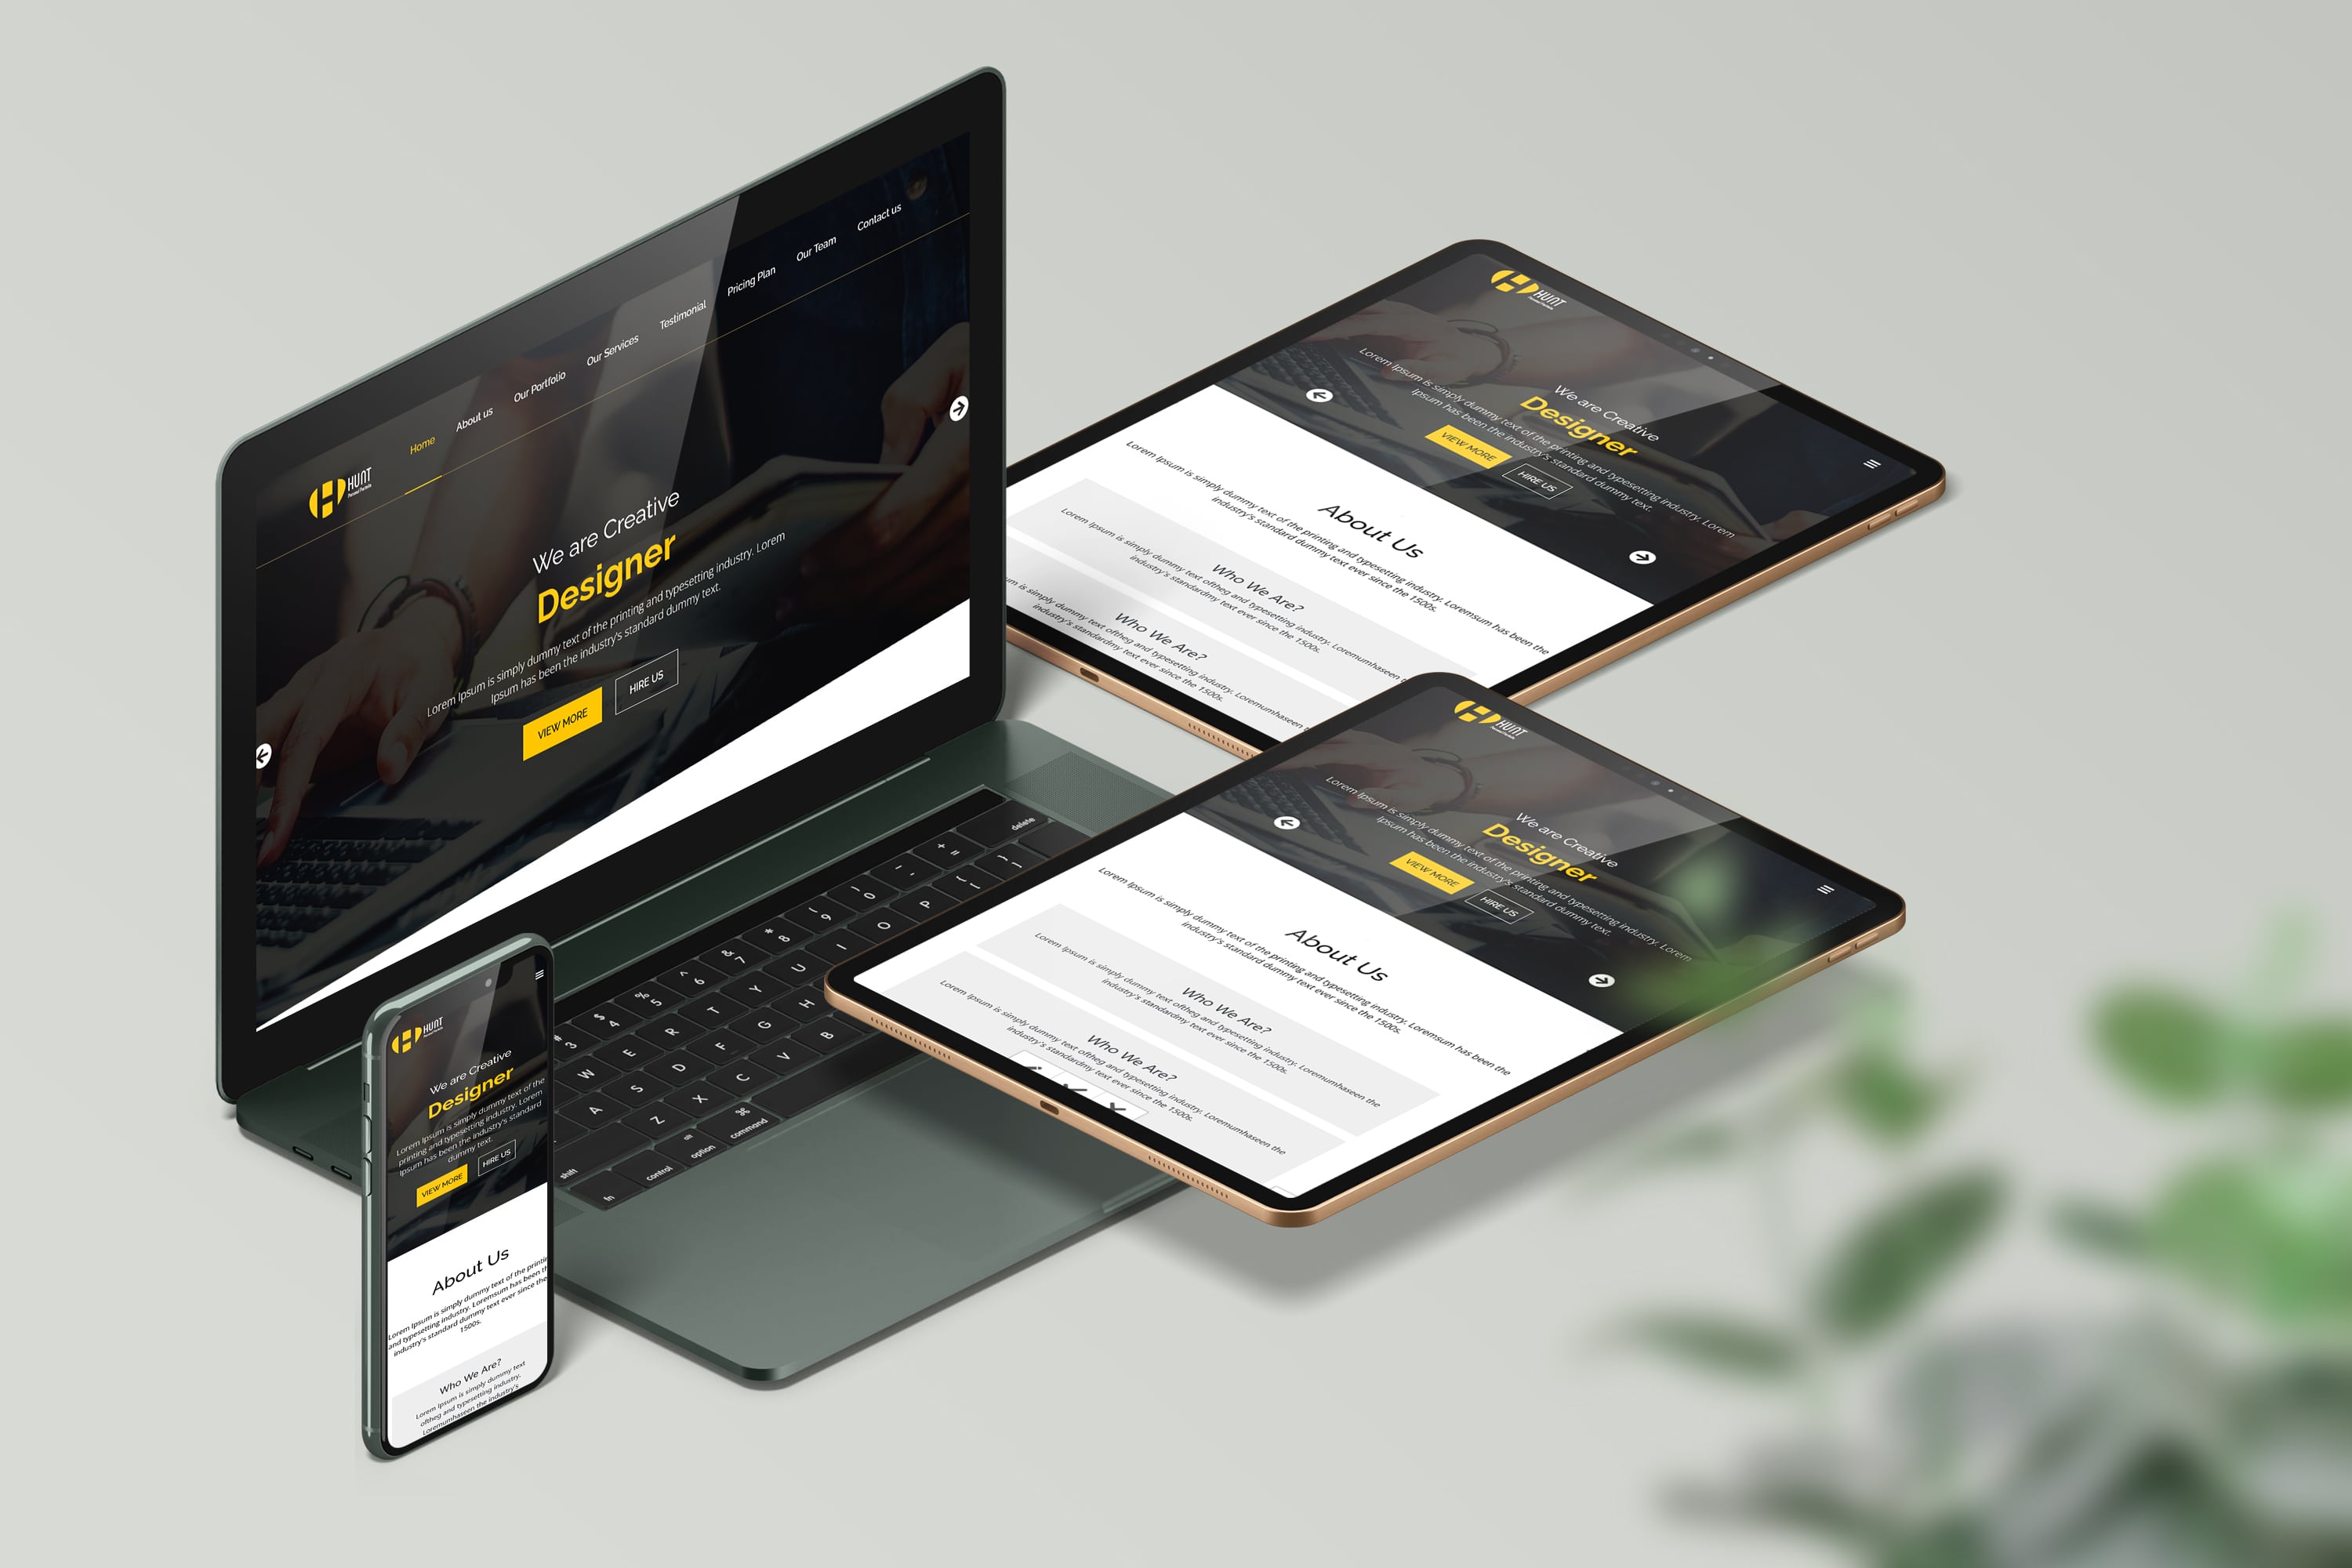 HUNT
Personal Portfolio
Home
About us
Our Portfolio
Our Services
Testimonial
Pricing Plan
Our Team
Contact us
We are Creative
Designer
Lorem Ipsum is simply dummy text of the printing and typesetting industry. Lorem
Ipsum has been the industry's standard dummy text.
VIEW MORE
HIRE US
HUNT
We are Creative
Designer
Lorem Ipsum is simply dummy text of the printing and typesetting industry. Lorem
Ipsum has been the industry's standard dummy text.
VIEW MORE
HIRE US
About Us
Lorem Ipsum is simply dummy text of the printing and typesetting industry. Loremsum has been the
industry's standard dummy text ever since the 1500s.
Who We Are?
Lorem Ipsum is simply dummy text oftheg and typesetting industry. Loremumhaseen
industry's standardmy text ever since the 1500s.
Who We Are?
is simply dummy text oftheg and typesetting industry. Loremumhaseen
industry's standardmy text ever since the 1500s.
HUNT
We are Creative
Designer
Lorem Ipsum is simply dummy text of the printing and typesetting industry. Lorem
Ipsum has been the industry's standard dummy text.
VIEW MORE
HIRE US
About Us
Lorem Ipsum is simply dummy text of the printing and typesetting industry. Loremsum has been the
industry's standard dummy text ever since the 1500s.
Who We Are?
Lorem Ipsum is simply dummy text oftheg and typesetting industry. Loremumhaseen the
industry's standardmy text ever since the 1500s.
Who We Are?
Lorem Ipsum is simply dummy text oftheg and typesetting industry. Loremumhaseen the
industry's standardmy text ever since the 1500s.
HUNT
We are Creative
Designer
Lorem Ipsum is simply dummy text of the
printing and typesetting industry. Lorem
Ipsum has been the industry's standard
dummy text.
VIEW MORE
HIRE US
About Us
Lorem Ipsum is simply dummy text of the
and typesetting industry. Loremsum has been
industry's standard dummy text ever since the
1500s.
Who We Are?
Lorem Ipsum is simply dummy text
oftheg and typesetting industry.
Loremumhaseen the industry's
delete
# 3 $ 4 % 5 ^ 6 & 7 * 8 ( 9 ) 0 - + =
W E R T Y U I O P
A S D F G H
Z X C V B
shift
fn control option command